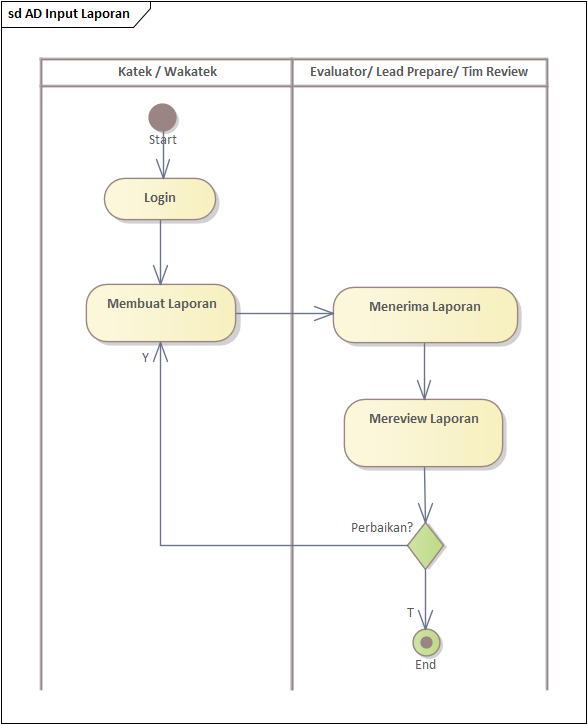 sd AD Input Laporan
Katek / Wakatek
Evaluator/ Lead Prepare/ Tim Review
Start
Login
Membuat Laporan
Menerima Laporan
Y
Mereview Laporan
Perbaikan?
T
End